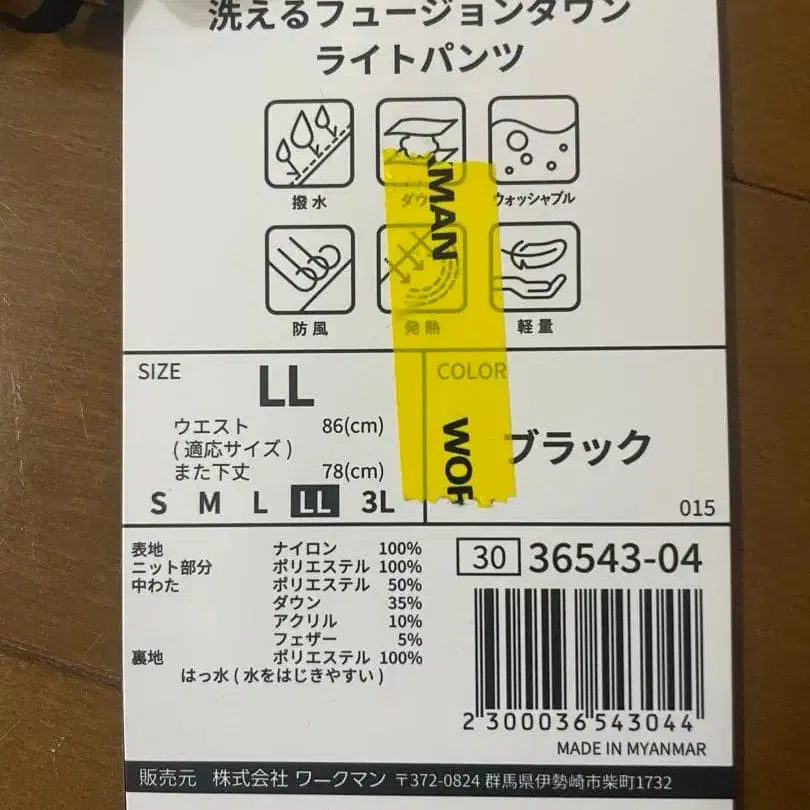 洗えるフュージョンダウン
ライトパンツ
撥水
ダウ
ウォッシャブル
防風
発熱
軽量
MAN
SIZE
LL
ウエスト 86(cm)
(適応サイズ)
また下丈 78(cm)
S M L LL 3L
COLOR
ブラック
015
WOR
表地 ナイロン 100%
ニット部分 ポリエステル 100%
中わた ポリエステル 50%
ダウン 35%
アクリル 10%
フェザー 5%
裏地 ポリエステル 100%
はっ水 (水をはじきやすい)
30 36543-04
2300036543044
MADE IN MYANMAR
販売元 株式会社 ワークマン 〒372-0824 群馬県伊勢崎市柴町1732